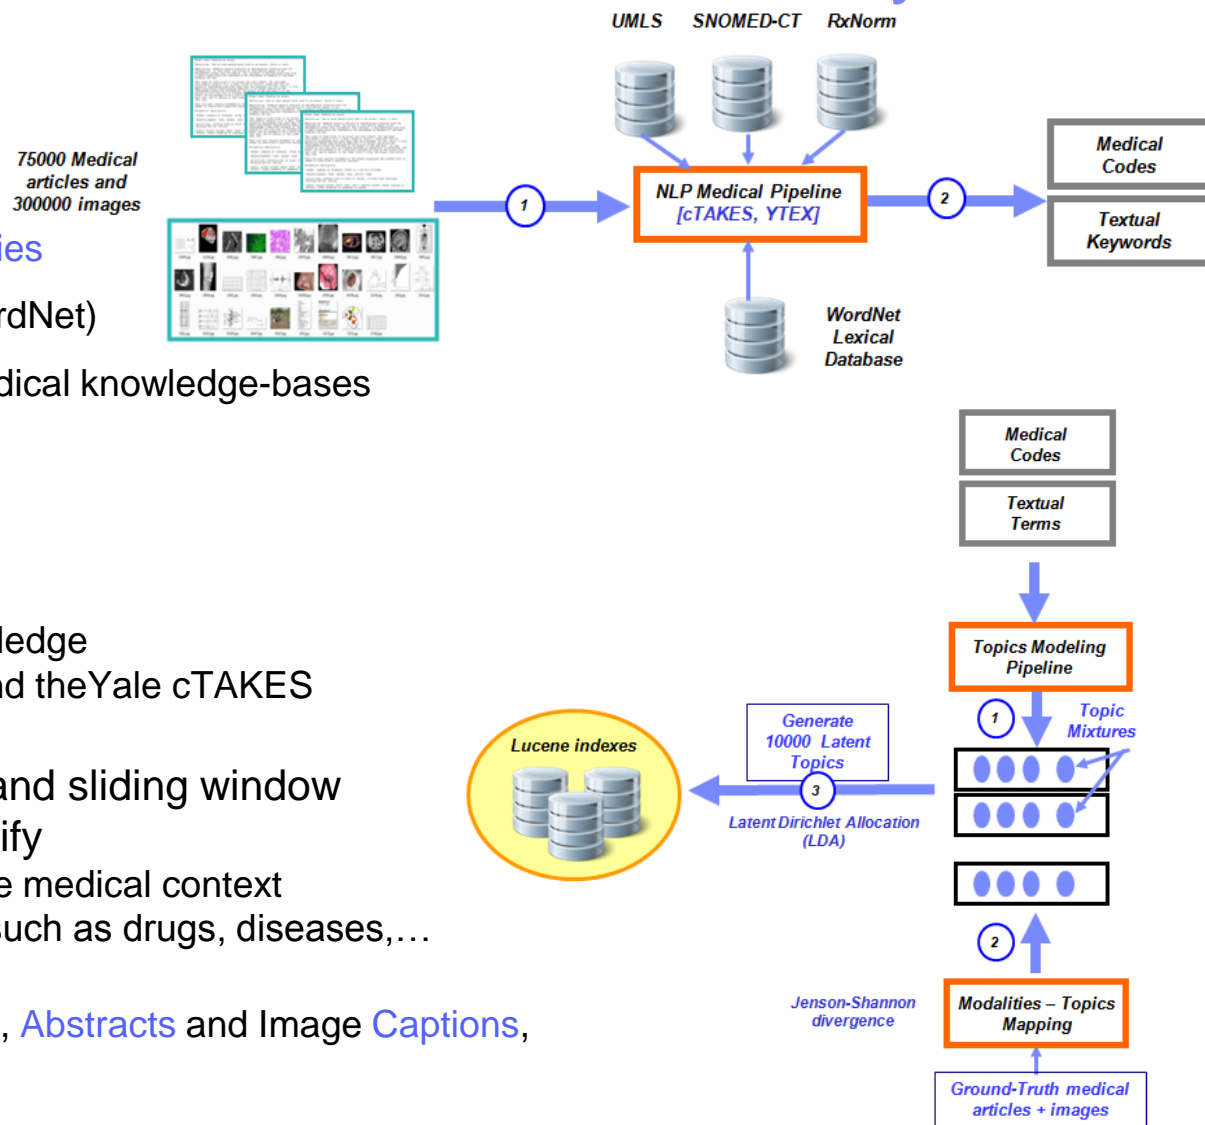 UMLS SNOMED-CT RxNorm
75000 Medical
articles and
300000 images
1
NLP Medical Pipeline
[cTAKES, YTEX]
2
Medical
Codes
Textual
Keywords
WordNet
Lexical
Database
ies
rdNet)
dical knowledge-bases
Medical
Codes
Textual
Terms
ledge
nd theYale cTAKES
Topics Modeling
Pipeline
1
Topic
Mixtures
Generate
10000 Latent
Topics
3
Latent Dirichlet Allocation
(LDA)
Lucene indexes
and sliding window
ify
e medical context
such as drugs, diseases,…
, Abstracts and Image Captions,
2
Jenson-Shannon
divergence
Modalities – Topics
Mapping
Ground-Truth medical
articles + images